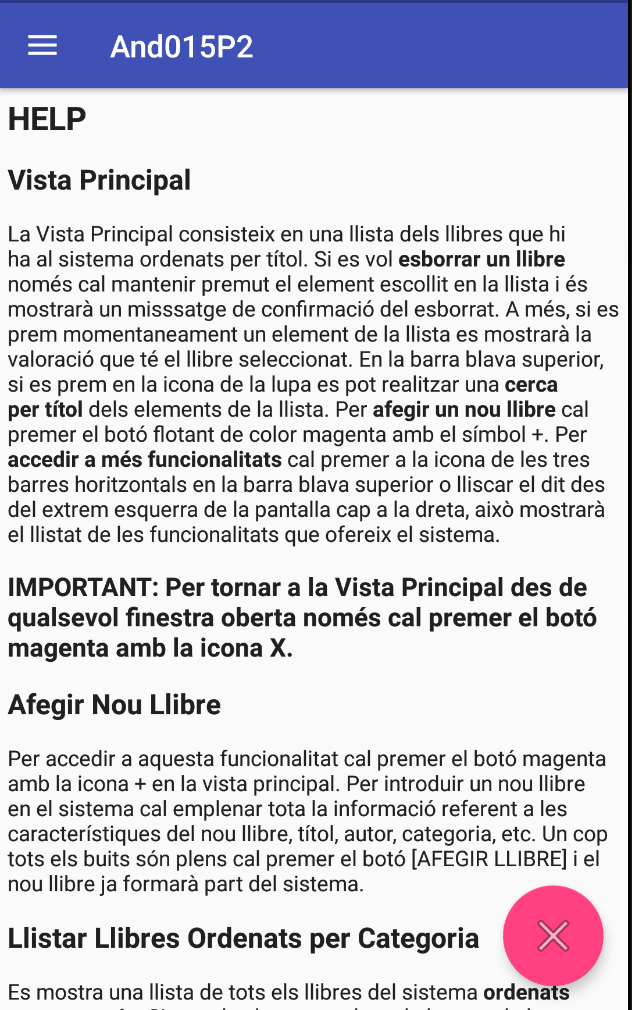 And015P2
HELP
Vista Principal
La Vista Principal consisteix en una llista dels llibres que hi
ha al sistema ordenats per títol. Si es vol esborrar un llibre
només cal mantenir premut el element escollit en la llista i és
mostrarà un misssatge de confirmació del esborrat. A més, si es
prem momentaneament un element de la llista es mostrarà la
valoració que té el llibre seleccionat. En la barra blava superior,
si es prem en la icona de la lupa es pot realitzar una cerca
per títol dels elements de la llista. Per afegir un nou llibre cal
premer el botó flotant de color magenta amb el símbol +. Per
accedir a més funcionalitats cal premer a la icona de les tres
barres horitzontals en la barra blava superior o lliscar el dit des
del extrem esquerra de la pantalla cap a la dreta, això mostrarà
el llistat de les funcionalitats que ofereix el sistema.
IMPORTANT: Per tornar a la Vista Principal des de
qualsevol finestra oberta només cal premer el botó
magenta amb la icona X.
Afegir Nou Llibre
Per accedir a aquesta funcionalitat cal premer el botó magenta
amb la icona + en la vista principal. Per introduir un nou llibre
en el sistema cal emplenar tota la informació referent a les
característiques del nou llibre, títol, autor, categoria, etc. Un cop
tots els buits són plens cal premer el botó [AFEGIR LLIBRE] i el
nou llibre ja formarà part del sistema.
Llistar Llibres Ordenats per Categoria
Es mostra una llista de tots els llibres del sistema ordenats